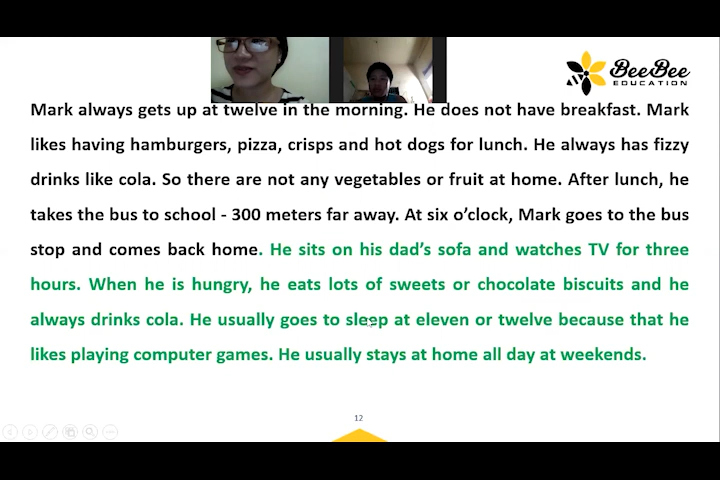 BeeBee
EDUCATION
Mark always gets up at twelve in the morning. He does not have breakfast. Mark
likes having hamburgers, pizza, crisps and hot dogs for lunch. He always has fizzy
drinks like cola. So there are not any vegetables or fruit at home. After lunch, he
takes the bus to school - 300 meters far away. At six o’clock, Mark goes to the bus
stop and comes back home. He sits on his dad’s sofa and watches TV for three
hours. When he is hungry, he eats lots of sweets or chocolate biscuits and he
always drinks cola. He usually goes to sleep at eleven or twelve because that he
likes playing computer games. He usually stays at home all day at weekends.
12